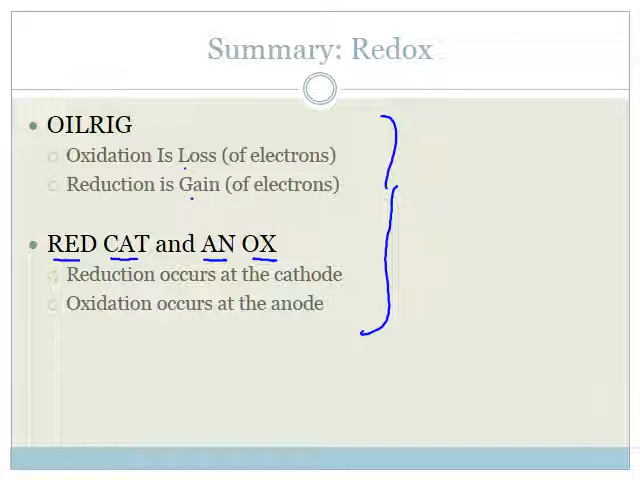 Summary: Redox
OILRIG
Oxidation Is Loss (of electrons)
Reduction is Gain (of electrons)
RED CAT and AN OX
Reduction occurs at the cathode
Oxidation occurs at the anode